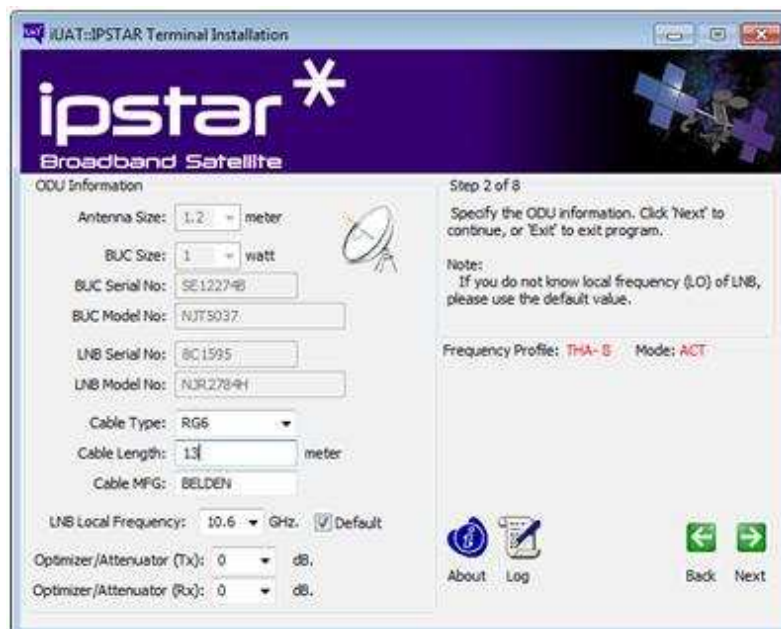 iUAT::IPSTAR Terminal Installation
ipstar*
Broadband Satellite
ODU Information
Antenna Size: 1.2 meter
BUC Size: 1 watt
BUC Serial No: SE12274B
BUC Model No: NJT5037
LNB Serial No: 8C1595
LNB Model No: NJR2784H
Cable Type: RG6
Cable Length: 13 meter
Cable MFG: BELDEN
LNB Local Frequency: 10.6 GHz. Default
Optimizer/Attenuator (Tx): 0 dB.
Optimizer/Attenuator (Rx): 0 dB.
Step 2 of 8
Specify the ODU information. Click 'Next' to
continue, or 'Exit' to exit program.
Note:
If you do not know local frequency (LO) of LNB,
please use the default value.
Frequency Profile: THA- Mode: ACT
About Log
Back Next